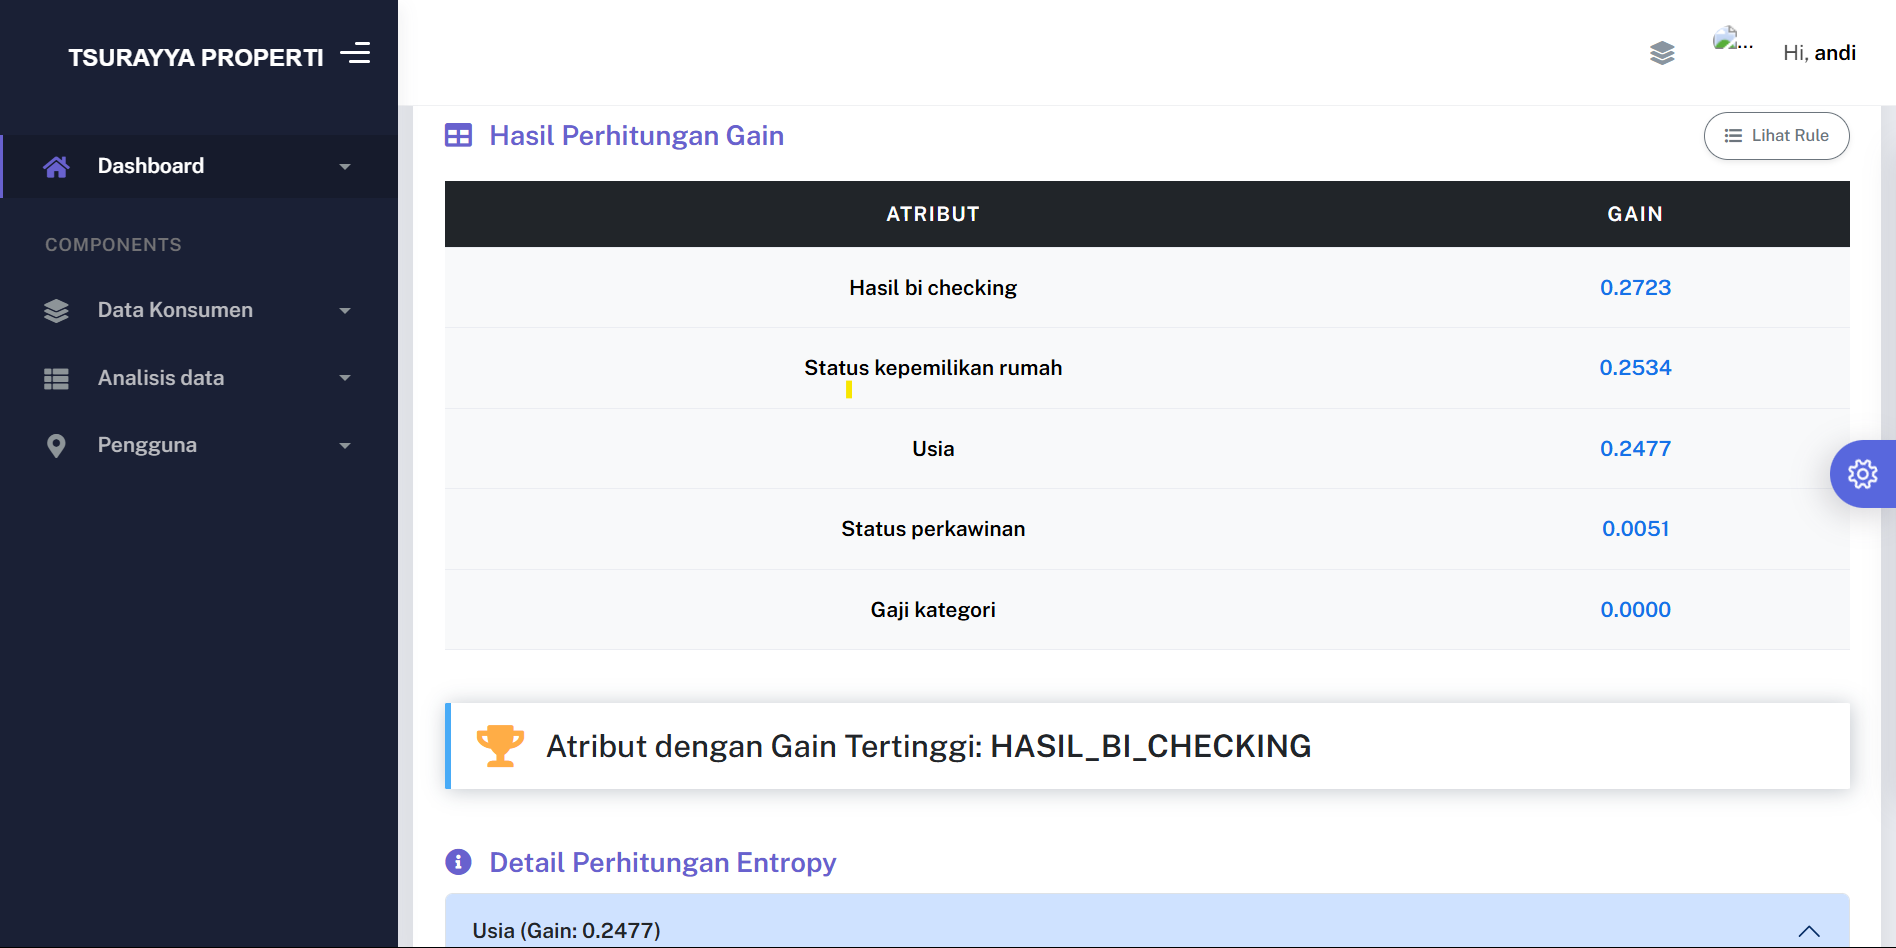 TSURAYYA PROPERTI
... Hi, andi
Dashboard
COMPONENTS
Data Konsumen
Analisis data
Pengguna
Hasil Perhitungan Gain
Lihat Rule
ATRIBUT GAIN
Hasil bi checking 0.2723
Status kepemilikan rumah 0.2534
Usia 0.2477
Status perkawinan 0.0051
Gaji kategori 0.0000
Atribut dengan Gain Tertinggi: HASIL_BI_CHECKING
Detail Perhitungan Entropy
Usia (Gain: 0.2477)